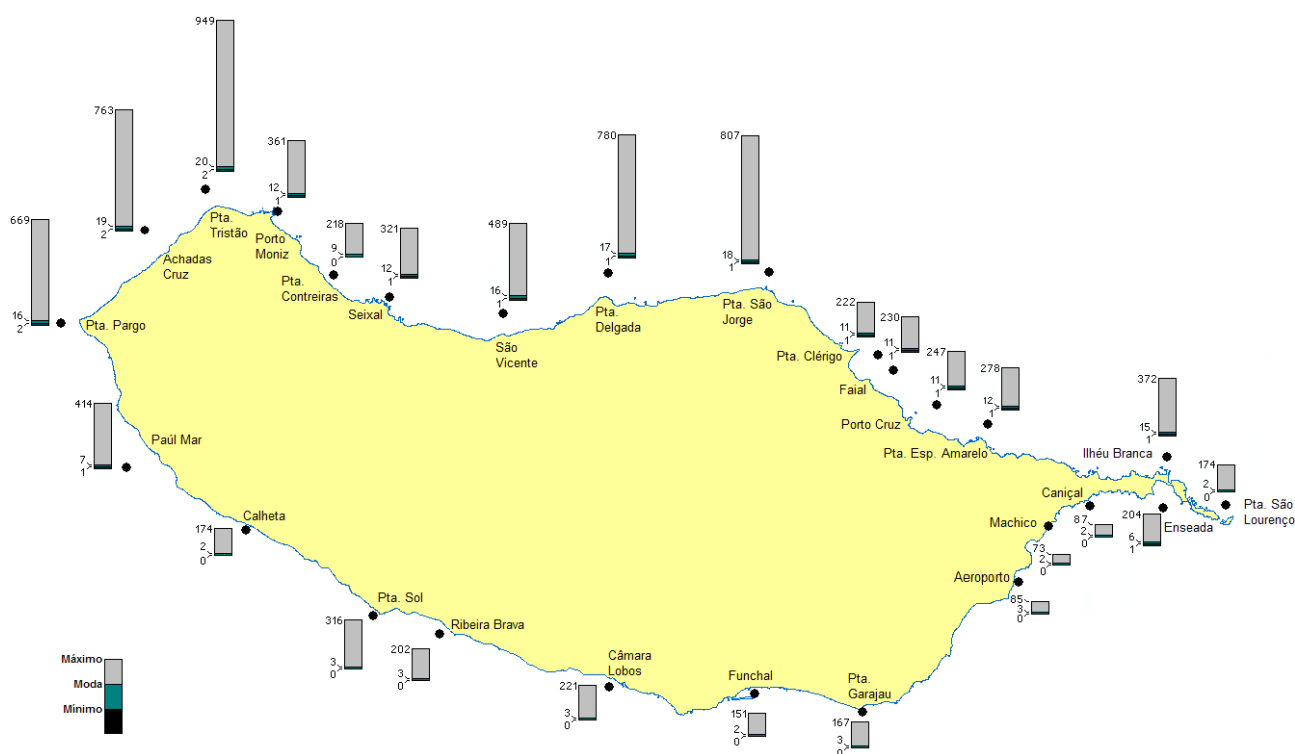 949
20
2
763
19
2
361
12
1
780
17
1
807
18
1
669
16
2
218
9
0
321
12
1
489
16
1
Pta.
Tristão
Porto
Moniz
Achadas
Cruz
Pta.
Contreiras
Seixal
São
Vicente
Pta.
Delgada
Pta. São
Jorge
Pta. Pargo
222
11
1
230
11
1
247
11
1
278
12
1
372
15
1
174
2
0
Pta. Clérigo
Faial
Porto Cruz
Pta. Esp. Amarelo
Ilhéu Branca
Pta. São
Lourenço
414
7
1
Paúl Mar
Caniçal
Machico
Enseada
204
6
1
87
2
0
73
2
0
Aeroporto
85
3
0
Calheta
174
2
0
Pta. Sol
316
3
0
Ribeira Brava
202
3
0
Câmara
Lobos
221
3
0
Funchal
151
2
0
Pta.
Garajau
167
3
0
Máximo
Moda
Mínimo